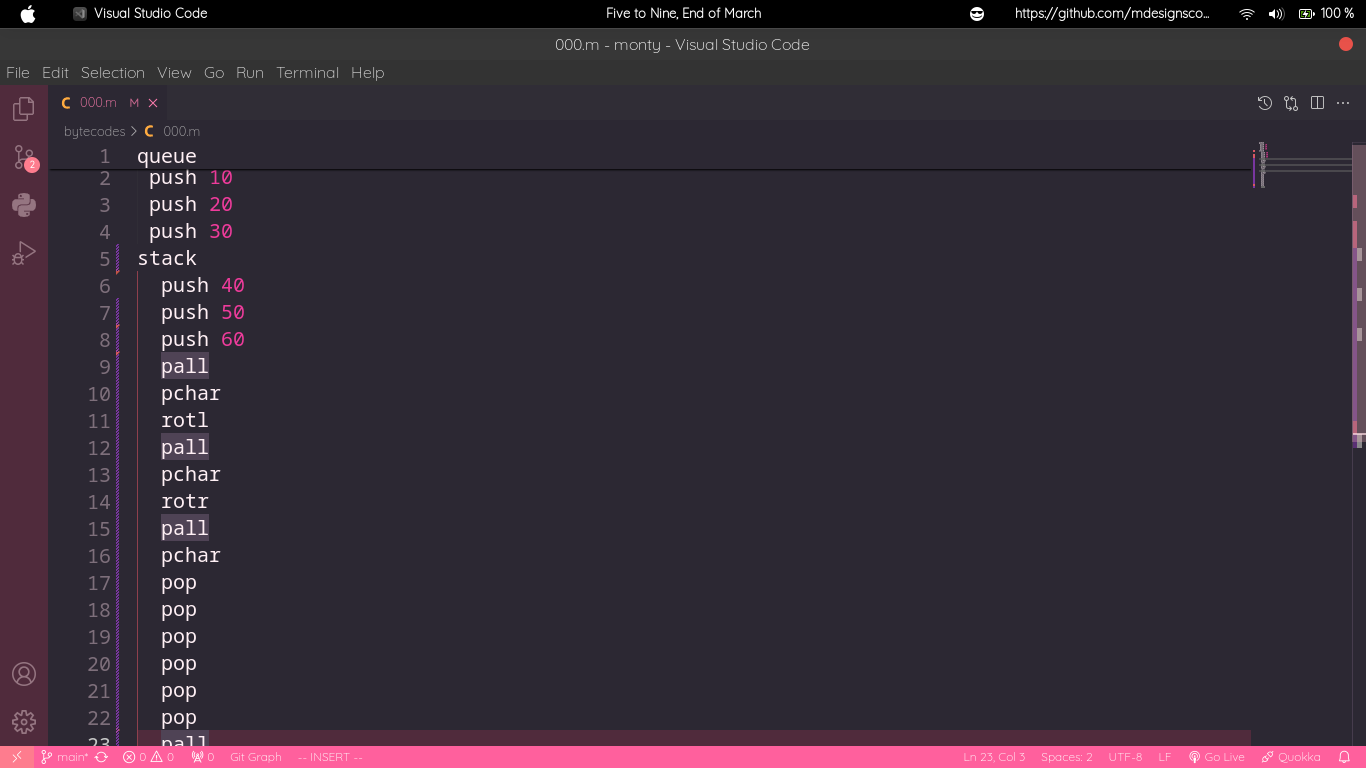 Visual Studio Code Five to Nine, End of March https://github.com/mdesignsco... 100 %
000.m - monty - Visual Studio Code
File Edit Selection View Go Run Terminal Help
000.m M
bytecodes > 000.m
1 queue
2 push 10
3 push 20
4 push 30
5 stack
6 push 40
7 push 50
8 push 60
9 pall
10 pchar
11 rotl
12 pall
13 pchar
14 rotr
15 pall
16 pchar
17 pop
18 pop
19 pop
20 pop
21 pop
22 pop
23 pall
2
main* 0 0 0 Git Graph -- INSERT -- Ln 23, Col 3 Spaces: 2 UTF-8 LF Go Live Quokka